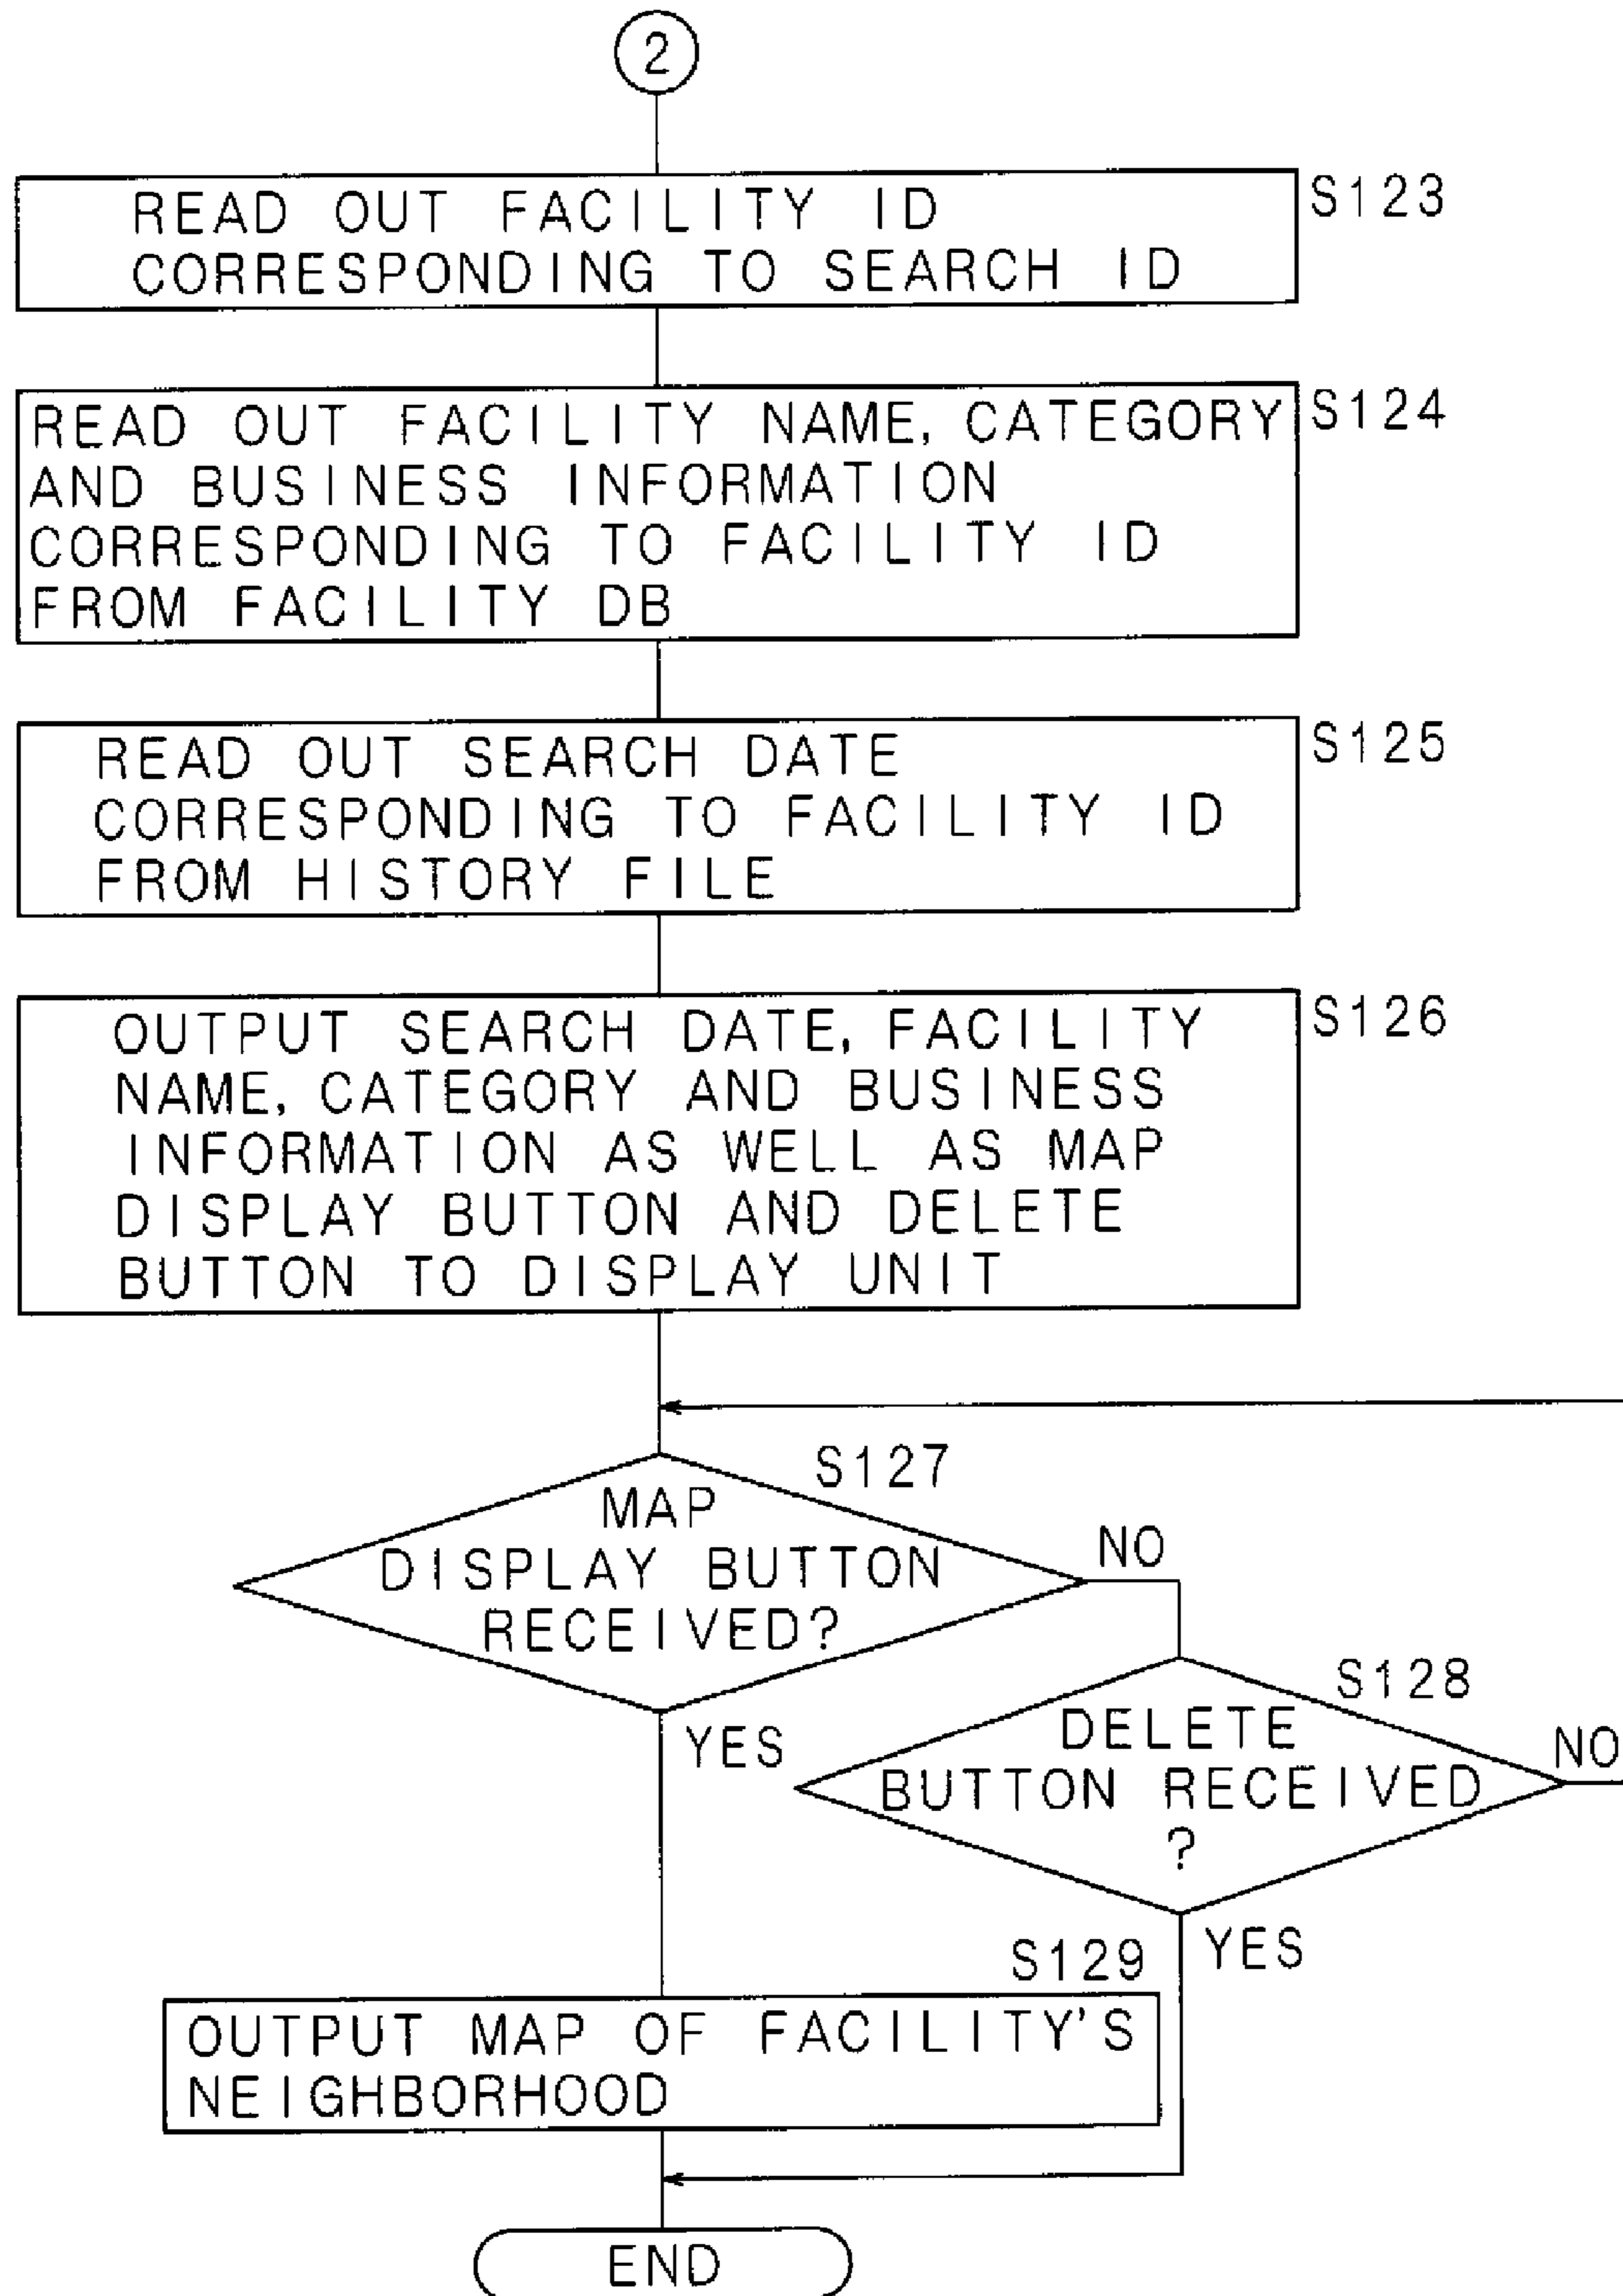 2
READ OUT FACILITY ID
CORRESPONDING TO SEARCH ID
S123
READ OUT FACILITY NAME, CATEGORY
AND BUSINESS INFORMATION
CORRESPONDING TO FACILITY ID
FROM FACILITY DB
S124
READ OUT SEARCH DATE
CORRESPONDING TO FACILITY ID
FROM HISTORY FILE
S125
OUTPUT SEARCH DATE, FACILITY
NAME, CATEGORY AND BUSINESS
INFORMATION AS WELL AS MAP
DISPLAY BUTTON AND DELETE
BUTTON TO DISPLAY UNIT
S126
S127
MAP
DISPLAY BUTTON
RECEIVED?
NO
YES
S128
DELETE
BUTTON RECEIVED
?
NO
YES
S129
OUTPUT MAP OF FACILITY'S
NEIGHBORHOOD
END